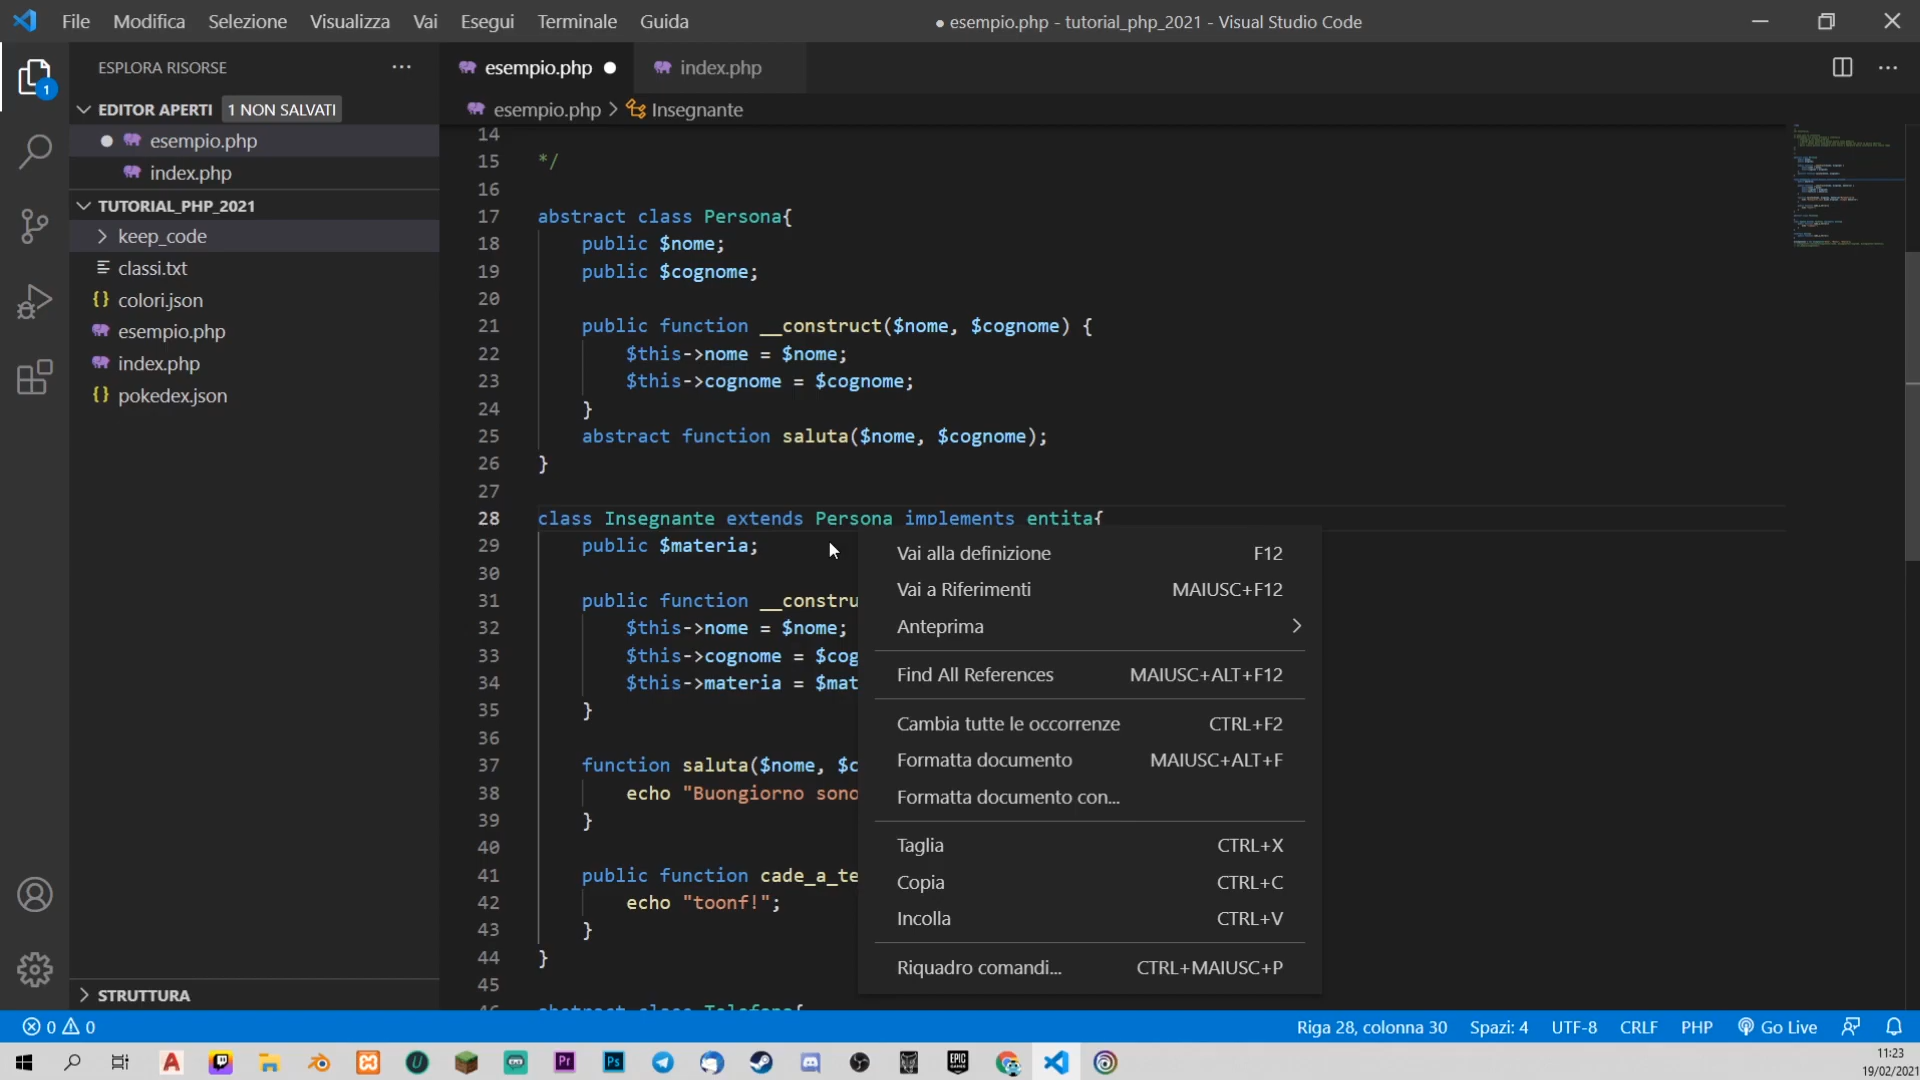 File Modifica Selezione Visualizza Vai Esegui Terminale Guida
● esempio.php - tutorial_php_2021 - Visual Studio Code
ESPLORA RISORSE ...
EDITOR APERTI 1 NON SALVATI
esempio.php
index.php
TUTORIAL_PHP_2021
keep_code
classi.txt
{} colori.json
esempio.php
index.php
{} pokedex.json
STRUTTURA
1
esempio.php ●
index.php
esempio.php > Insegnante
14
15 */
16
17 abstract class Persona{
18 public $nome;
19 public $cognome;
20
21 public function __construct($nome, $cognome) {
22 $this->nome = $nome;
23 $this->cognome = $cognome;
24 }
25 abstract function saluta($nome, $cognome);
26 }
27
28 class Insegnante extends Persona implements entita{
29 public $materia;
30
31 public function __constru
32 $this->nome = $nome;
33 $this->cognome = $cog
34 $this->materia = $mat
35 }
36
37 function saluta($nome, $c
38 echo "Buongiorno sono
39 }
40
41 public function cade_a_te
42 echo "toonf!";
43 }
44 }
45
46 abstract class Telefono{
Vai alla definizione F12
Vai a Riferimenti MAIUSC+F12
Anteprima >
Find All References MAIUSC+ALT+F12
Cambia tutte le occorrenze CTRL+F2
Formatta documento MAIUSC+ALT+F
Formatta documento con...
Taglia CTRL+X
Copia CTRL+C
Incolla CTRL+V
Riquadro comandi... CTRL+MAIUSC+P
0 0
Riga 28, colonna 30 Spazi: 4 UTF-8 CRLF PHP Go Live
A Pr Ps EPIC GAMES
11:23
19/02/2021